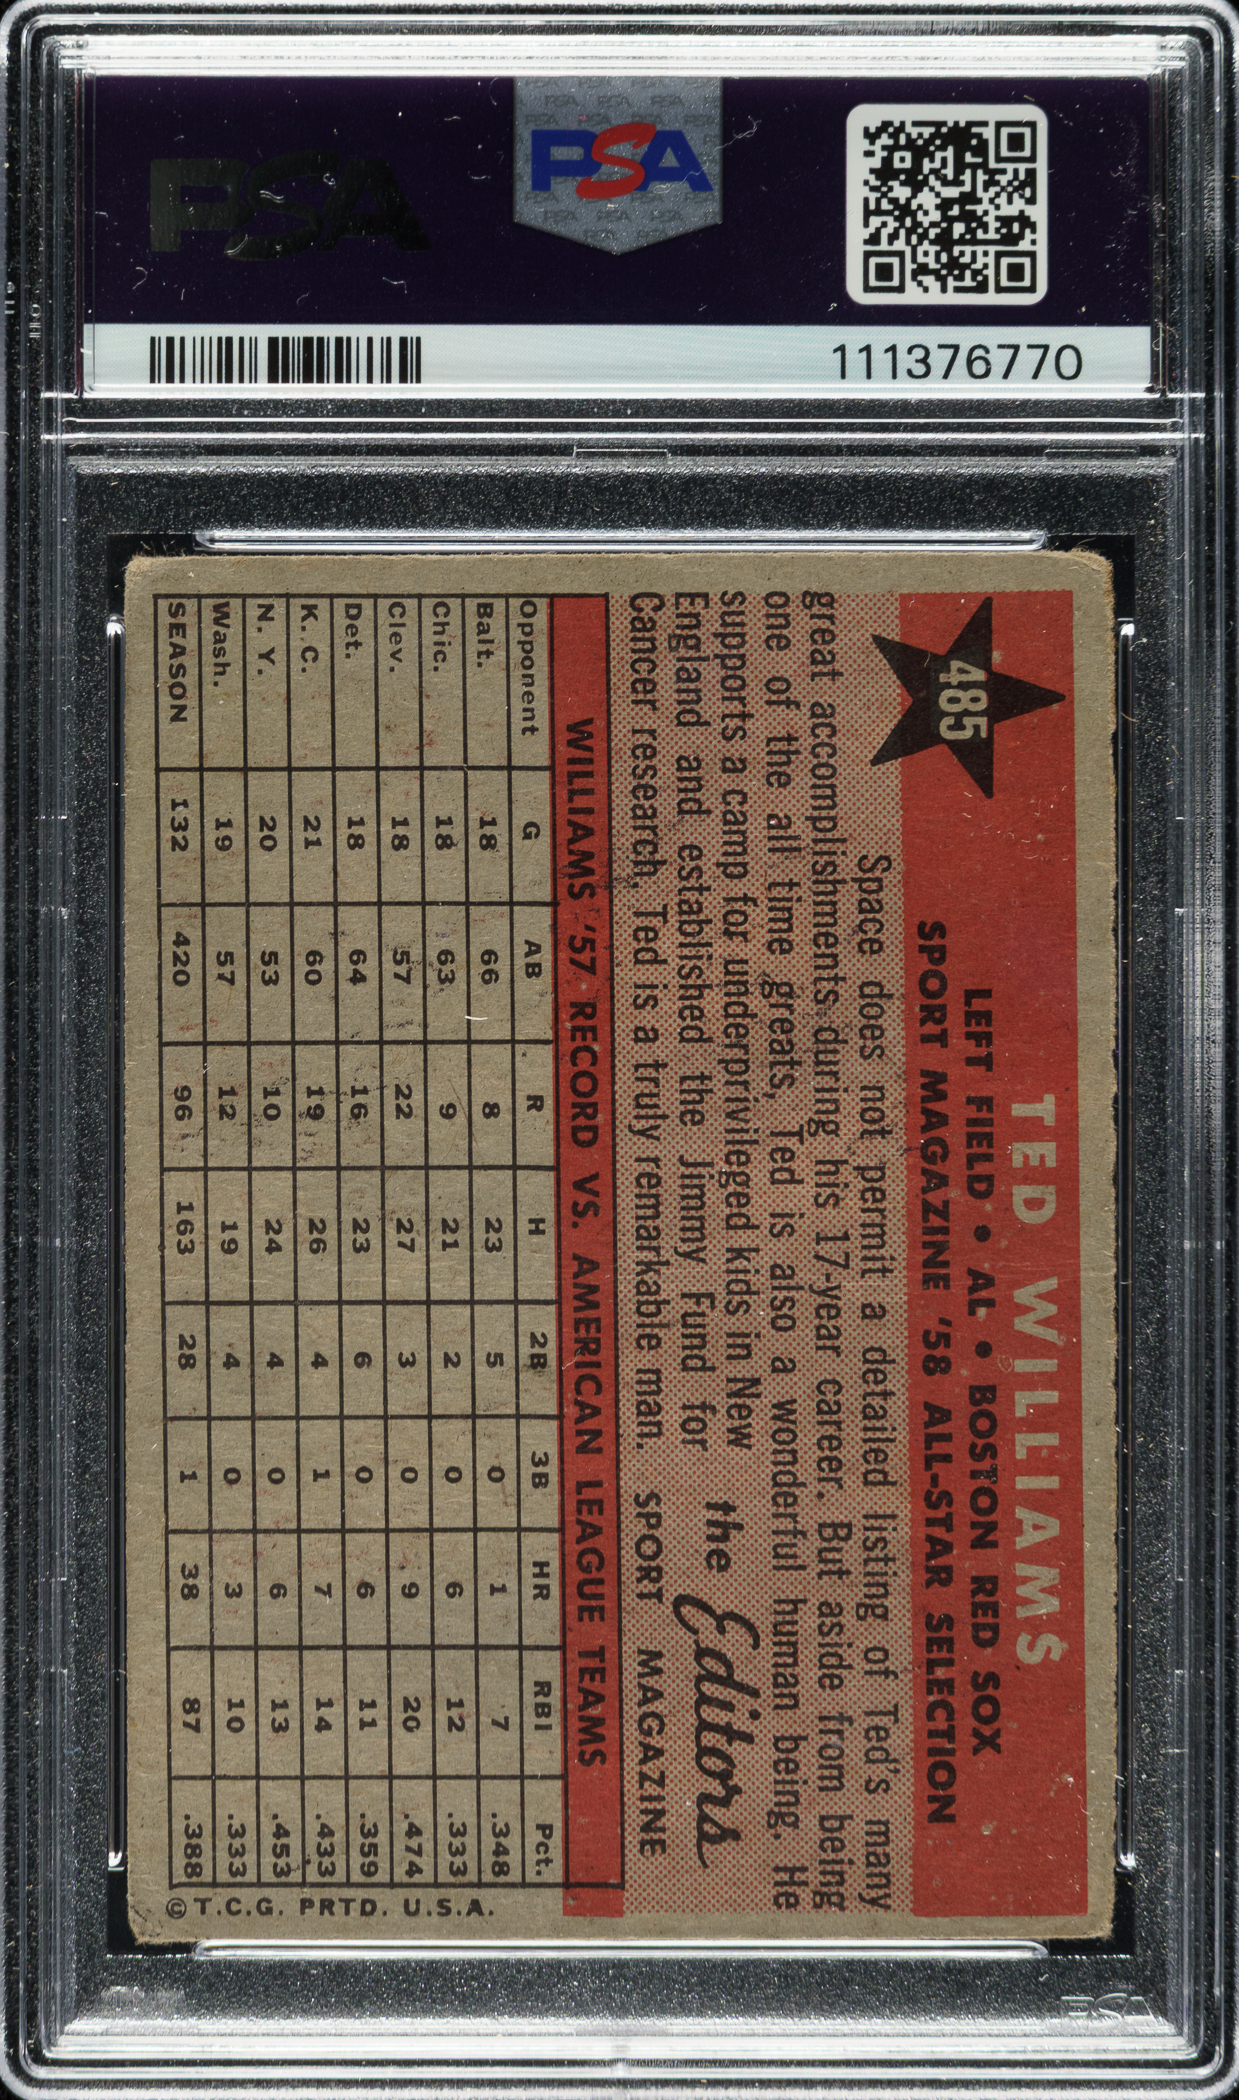 PSA
PSA
111376770
485
TED WILLIAMS
LEFT FIELD • AL • BOSTON RED SOX
SPORT MAGAZINE '58 ALL-STAR SELECTION
Space does not permit a detailed listing of Ted's many
great accomplishments during his 17-year career. But aside from being
one of the all time greats, Ted is also a wonderful human being. He
supports a camp for underprivileged kids in New
England and established the Jimmy Fund for
Cancer research. Ted is a truly remarkable man.
the Editors
SPORT MAGAZINE
WILLIAMS '57 RECORD VS. AMERICAN LEAGUE TEAMS
Opponent G AB R H 2B 3B HR RBI Pct.
Balt. 18 66 8 23 5 0 1 7 .348
Chic. 18 63 9 21 2 0 6 12 .333
Clev. 18 57 22 27 3 0 9 20 .474
Det. 18 64 16 23 6 0 6 11 .359
K. C. 21 60 19 26 4 1 7 14 .433
N. Y. 20 53 10 24 4 0 6 13 .453
Wash. 19 57 12 19 4 0 3 10 .333
SEASON 132 420 96 163 28 1 38 87 .388
© T.C.G. PRTD. U.S.A.
PSA